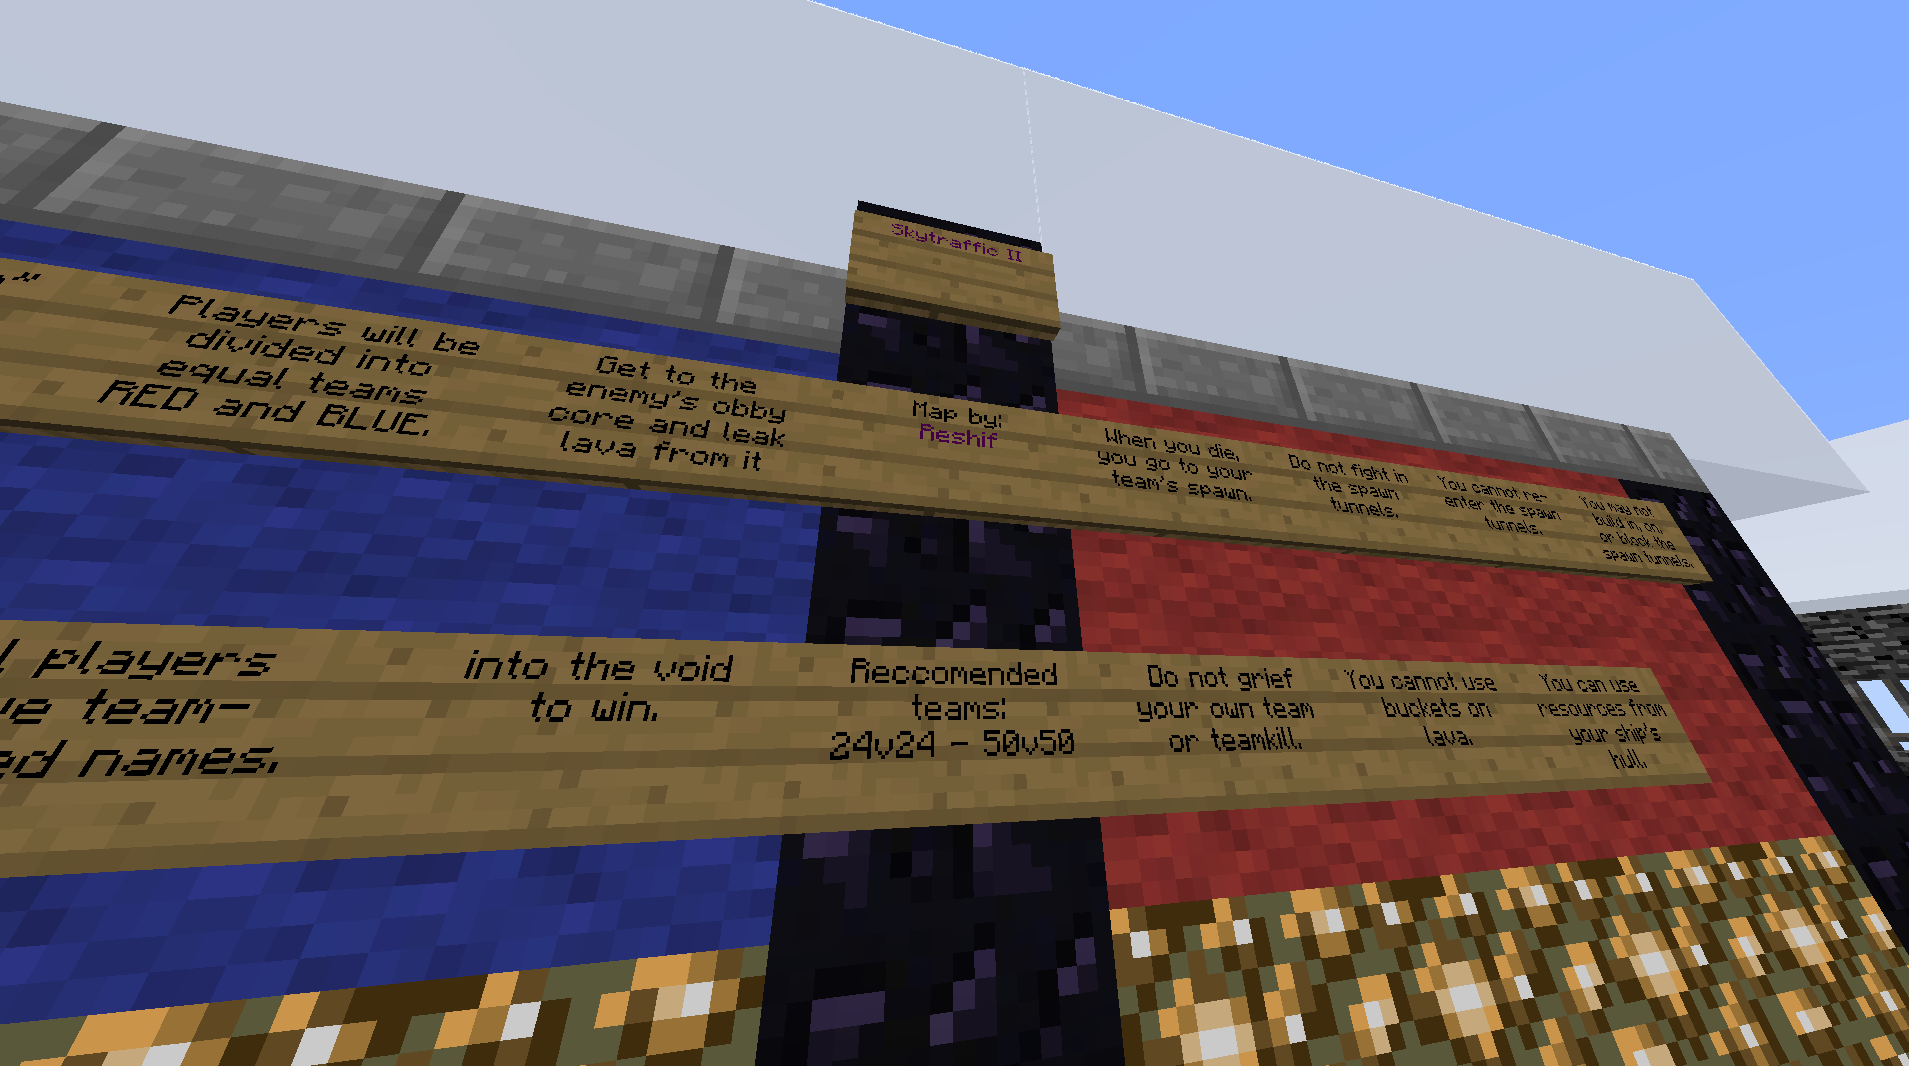 Skytraffic II
Players will be
divided into
equal teams
RED and BLUE.
Get to the
enemy's obby
core and leak
lava from it
Map by:
Reshif
When you die,
you go to your
team's spawn.
Do not fight in
the spawn
tunnels.
You cannot re-
enter the spawn
tunnels.
You may not
build in, on,
or block the
spawn tunnels.
players
team-
names.
into the void
to win.
Reccomended
teams:
24v24 - 50v50
Do not grief
your own team
or teamkill.
You cannot use
buckets on
lava.
You can use
resources from
your ship's
hull.